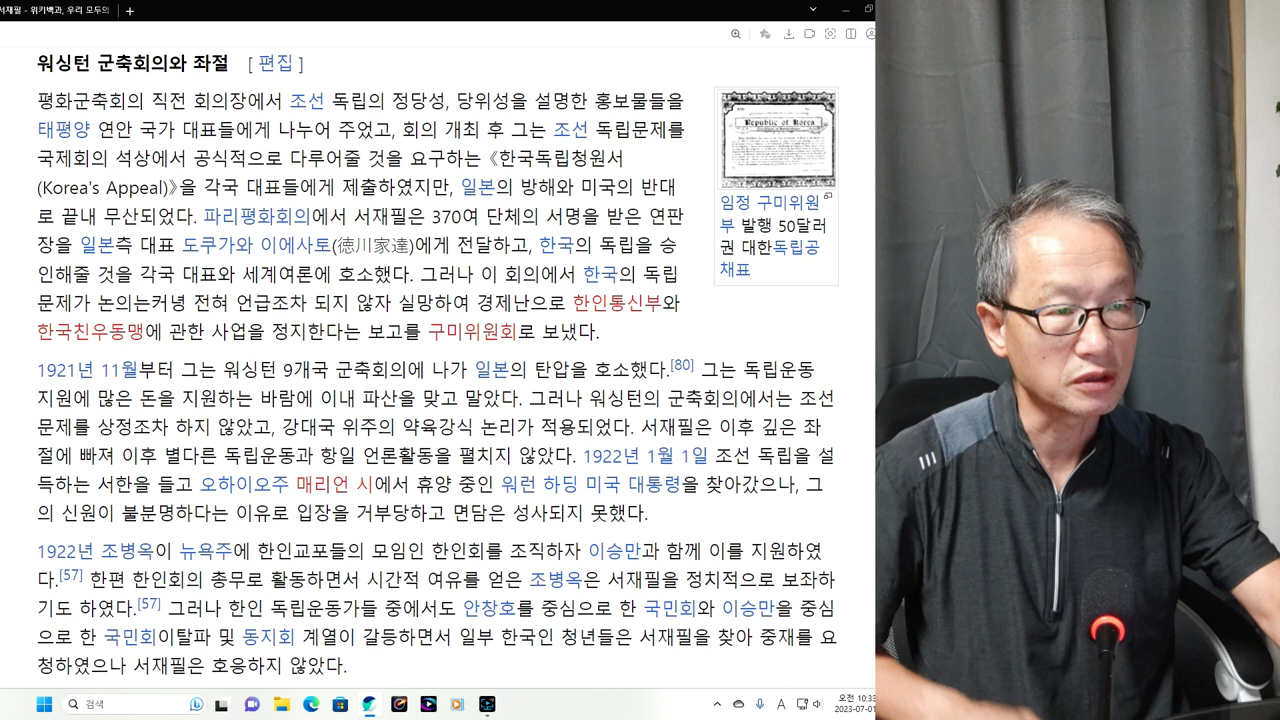 서재필 - 위키백과, 우리 모두의
워싱턴 군축회의와 좌절 [ 편집 ]
평화군축회의 직전 회의장에서 조선 독립의 정당성, 당위성을 설명한 홍보물들을
태평양 연안 국가 대표들에게 나누어 주었고, 회의 개최 후 그는 조선 독립문제를
국제회의 석상에서 공식적으로 다루어줄 것을 요구하는 《한국독립청원서
(Korea's Appeal)》을 각국 대표들에게 제출하였지만, 일본의 방해와 미국의 반대
로 끝내 무산되었다. 파리평화회의에서 서재필은 370여 단체의 서명을 받은 연판
장을 일본측 대표 도쿠가와 이에사토(徳川家達)에게 전달하고, 한국의 독립을 승
인해줄 것을 각국 대표와 세계여론에 호소했다. 그러나 이 회의에서 한국의 독립
문제가 논의는커녕 전혀 언급조차 되지 않자 실망하여 경제난으로 한인통신부와
한국친우동맹에 관한 사업을 정지한다는 보고를 구미위원회로 보냈다.
Republic of Korea
임정 구미위원
부 발행 50달러
권 대한독립공
채표
1921년 11월부터 그는 워싱턴 9개국 군축회의에 나가 일본의 탄압을 호소했다.[80] 그는 독립운동
지원에 많은 돈을 지원하는 바람에 이내 파산을 맞고 말았다. 그러나 워싱턴의 군축회의에서는 조선
문제를 상정조차 하지 않았고, 강대국 위주의 약육강식 논리가 적용되었다. 서재필은 이후 깊은 좌
절에 빠져 이후 별다른 독립운동과 항일 언론활동을 펼치지 않았다. 1922년 1월 1일 조선 독립을 설
득하는 서한을 들고 오하이오주 매리언 시에서 휴양 중인 워런 하딩 미국 대통령을 찾아갔으나, 그
의 신원이 불분명하다는 이유로 입장을 거부당하고 면담은 성사되지 못했다.
1922년 조병옥이 뉴욕주에 한인교포들의 모임인 한인회를 조직하자 이승만과 함께 이를 지원하였
다.[57] 한편 한인회의 총무로 활동하면서 시간적 여유를 얻은 조병옥은 서재필을 정치적으로 보좌하
기도 하였다.[57] 그러나 한인 독립운동가들 중에서도 안창호를 중심으로 한 국민회와 이승만을 중심
으로 한 국민회이탈파 및 동지회 계열이 갈등하면서 일부 한국인 청년들은 서재필을 찾아 중재를 요
청하였으나 서재필은 호응하지 않았다.
검색
A
오전 10:33
2023-07-01